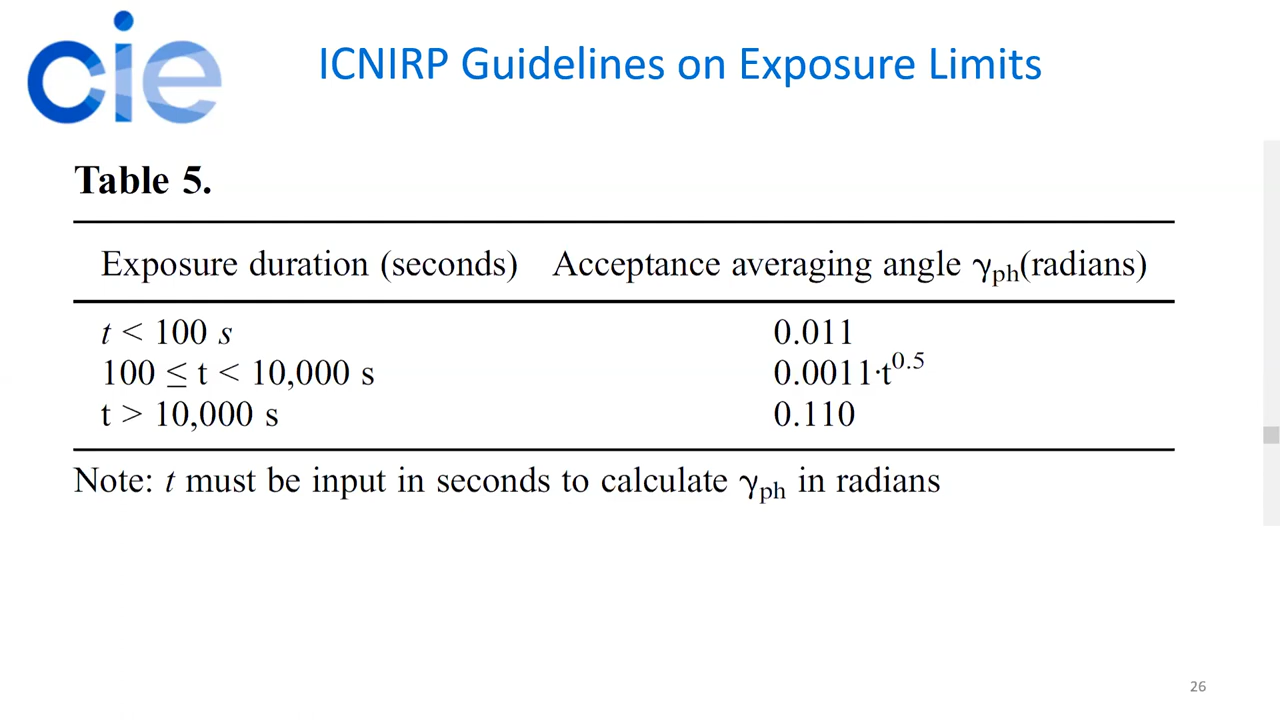 cie
ICNIRP Guidelines on Exposure Limits
Table 5.
Exposure duration (seconds) Acceptance averaging angle γph(radians)
t < 100 s 0.011
100 ≤ t < 10,000 s 0.0011·t^0.5
t > 10,000 s 0.110
Note: t must be input in seconds to calculate γph in radians
26